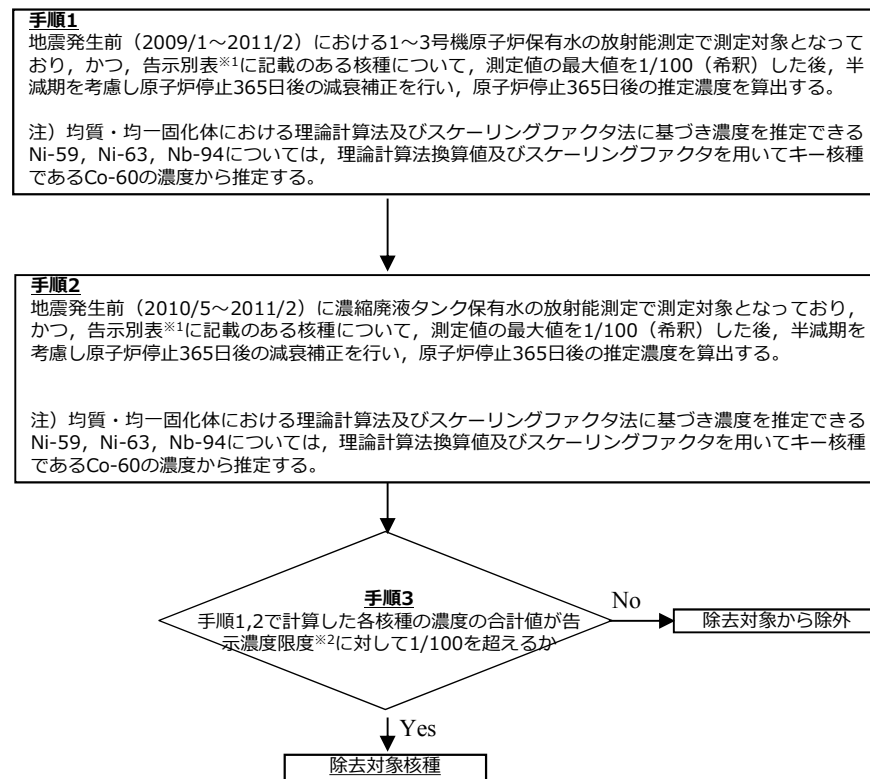 手順1
地震発生前（2009/1～2011/2）における1～3号機原子炉保有水の放射能測定で測定対象となって
おり，かつ，告示別表※1に記載のある核種について，測定値の最大値を1/100（希釈）した後，半
減期を考慮し原子炉停止365日後の減衰補正を行い，原子炉停止365日後の推定濃度を算出する。
注）均質・均一固化体における理論計算法及びスケーリングファクタ法に基づき濃度を推定できる
Ni-59，Ni-63，Nb-94については，理論計算法換算値及びスケーリングファクタを用いてキー核種
であるCo-60の濃度から推定する。
手順2
地震発生前（2010/5～2011/2）に濃縮廃液タンク保有水の放射能測定で測定対象となっており，
かつ，告示別表※1に記載のある核種について，測定値の最大値を1/100（希釈）した後，半減期を
考慮し原子炉停止365日後の減衰補正を行い，原子炉停止365日後の推定濃度を算出する。
注）均質・均一固化体における理論計算法及びスケーリングファクタ法に基づき濃度を推定できる
Ni-59，Ni-63，Nb-94については，理論計算法換算値及びスケーリングファクタを用いてキー核種
であるCo-60の濃度から推定する。
手順3
手順1,2で計算した各核種の濃度の合計値が告
示濃度限度※2に対して1/100を超えるか
No
除去対象から除外
Yes
除去対象核種